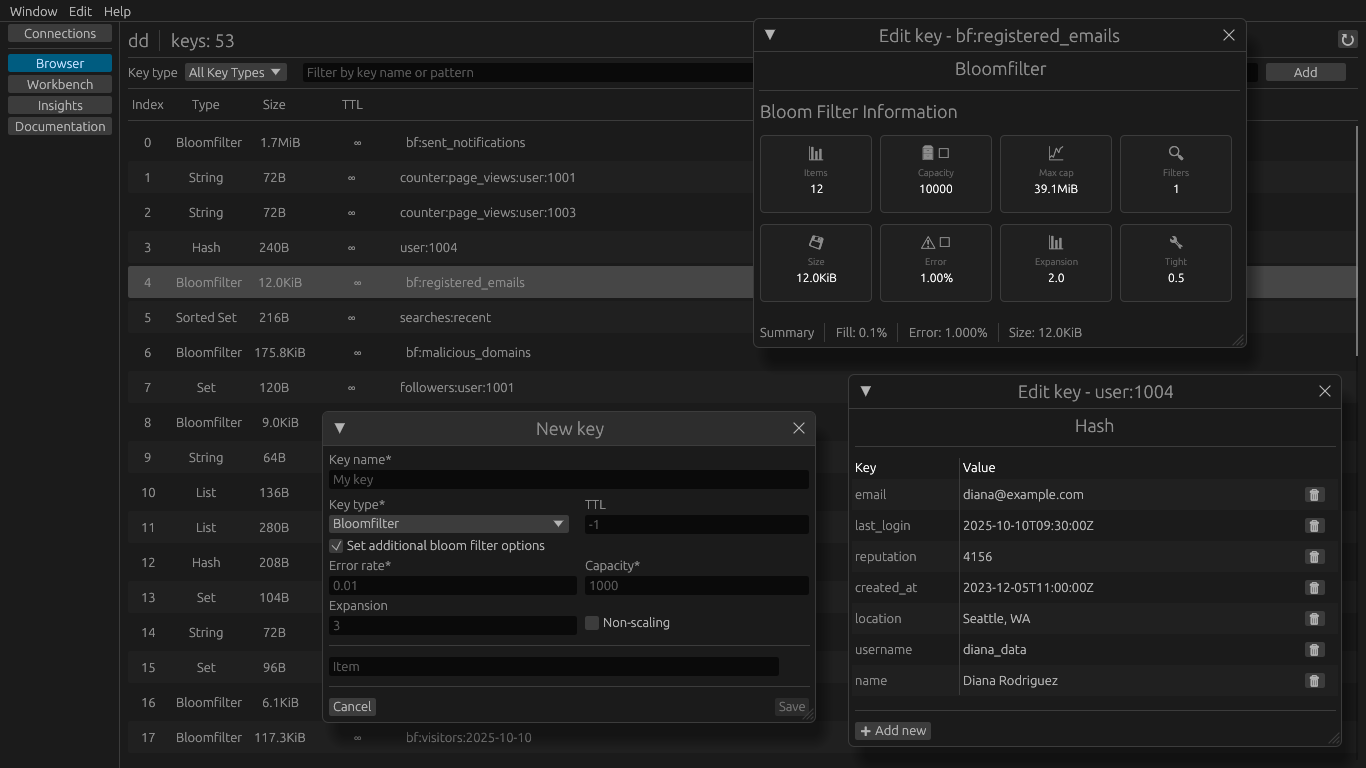 Window Edit Help
Connections
Browser
Workbench
Insights
Documentation
dd keys: 53
Key type All Key Types Filter by key name or pattern Add
Index Type Size TTL
0 Bloomfilter 1.7MiB ∞ bf:sent_notifications
1 String 72B ∞ counter:page_views:user:1001
2 String 72B ∞ counter:page_views:user:1003
3 Hash 240B ∞ user:1004
4 Bloomfilter 12.0KiB ∞ bf:registered_emails
5 Sorted Set 216B ∞ searches:recent
6 Bloomfilter 175.8KiB ∞ bf:malicious_domains
7 Set 120B ∞ followers:user:1001
8 Bloomfilter 9.0KiB
9 String 64B
10 List 136B
11 List 280B
12 Hash 208B
13 Set 104B
14 String 72B
15 Set 96B
16 Bloomfilter 6.1KiB
17 Bloomfilter 117.3KiB ∞ bf:visitors:2025-10-10
Edit key - bf:registered_emails
Bloomfilter
Bloom Filter Information
Items
12
Capacity
10000
Max cap
39.1MiB
Filters
1
Size
12.0KiB
Error
1.00%
Expansion
2.0
Tight
0.5
Summary Fill: 0.1% Error: 1.000% Size: 12.0KiB
New key
Key name*
My key
Key type* TTL
Bloomfilter -1
Set additional bloom filter options
Error rate* Capacity*
0.01 1000
Expansion
3 Non-scaling
Item
Cancel Save
Edit key - user:1004
Hash
Key Value
email diana@example.com
last_login 2025-10-10T09:30:00Z
reputation 4156
created_at 2023-12-05T11:00:00Z
location Seattle, WA
username diana_data
name Diana Rodriguez
+ Add new